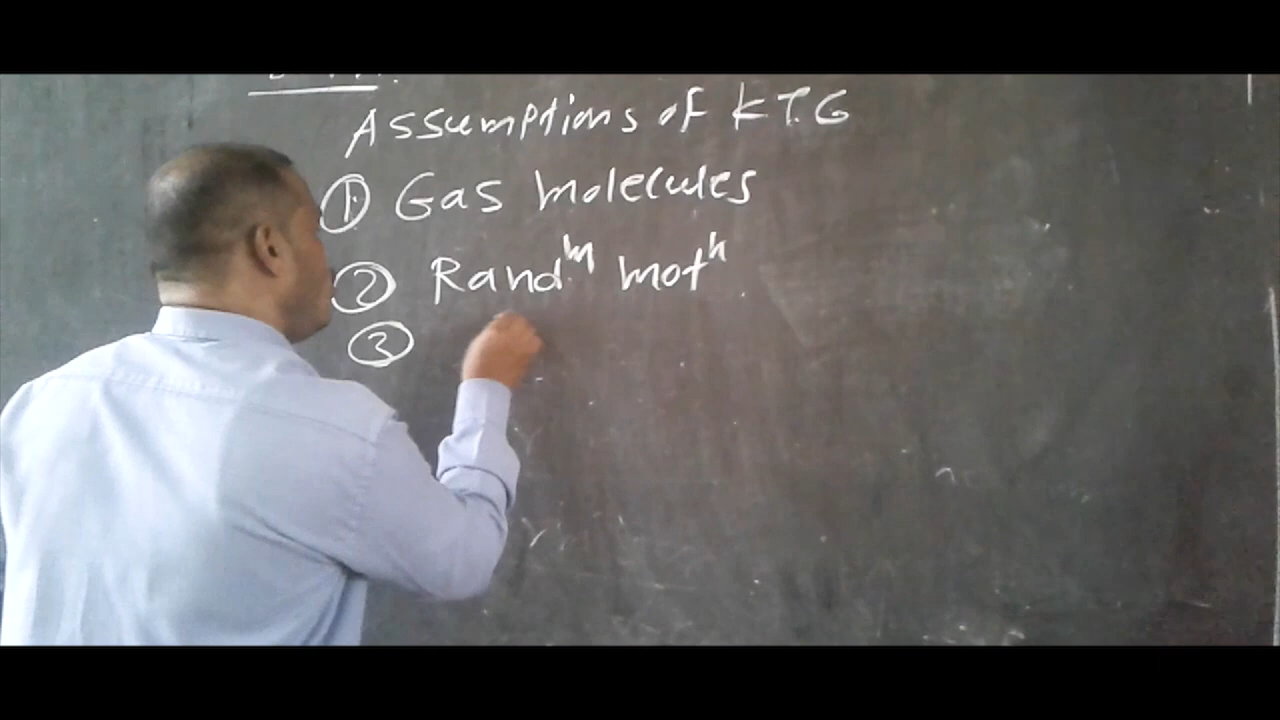 Assumptions of K.T.G
① Gas molecules
② Randᵐ motⁿ
③